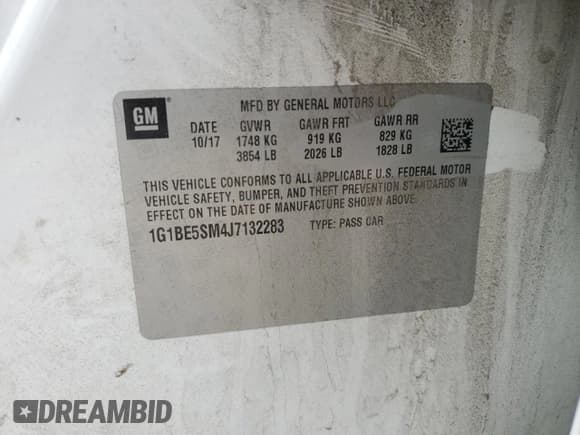 GM
MFD BY GENERAL MOTORS LLC
DATE GVWR GAWR FRT GAWR RR
10/17 1748 KG 919 KG 829 KG
3854 LB 2026 LB 1828 LB
THIS VEHICLE CONFORMS TO ALL APPLICABLE U.S. FEDERAL MOTOR
VEHICLE SAFETY, BUMPER, AND THEFT PREVENTION STANDARDS IN
EFFECT ON THE DATE OF MANUFACTURE SHOWN ABOVE.
1G1BE5SM4J7132283 TYPE: PASS CAR
DREAMBID